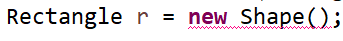 Rectangle r = new Shape();